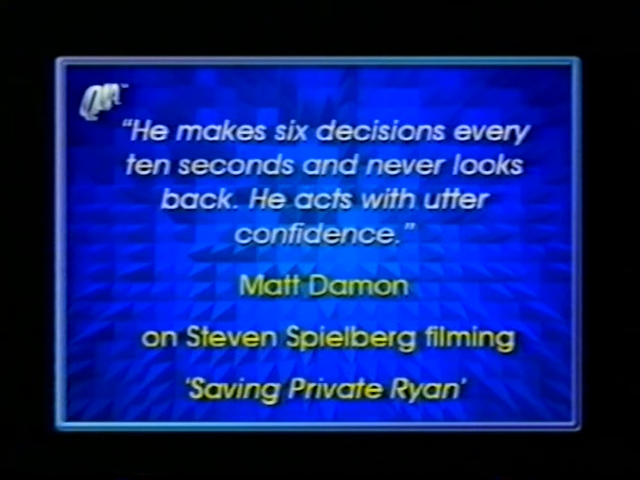 "He makes six decisions every
ten seconds and never looks
back. He acts with utter
confidence."
Matt Damon
on Steven Spielberg filming
'Saving Private Ryan'